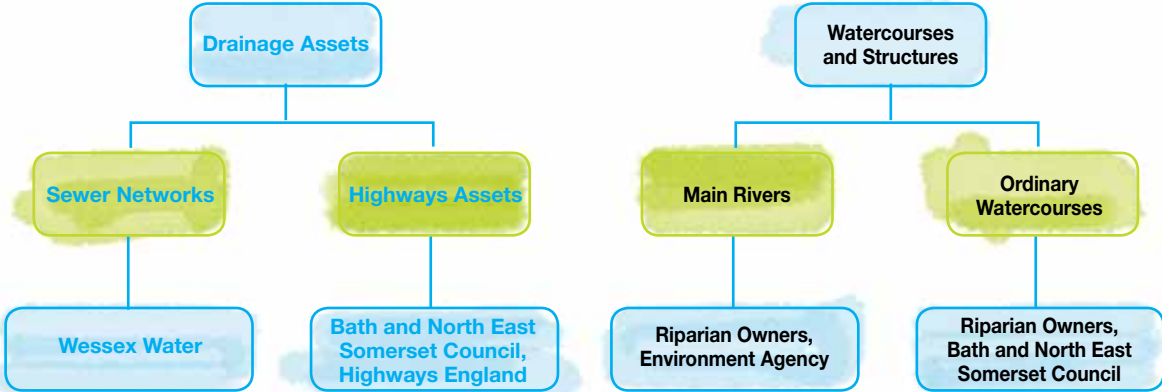 Drainage Assets
Watercourses
and Structures
Sewer Networks
Highways Assets
Main Rivers
Ordinary
Watercourses
Wessex Water
Bath and North East
Somerset Council,
Highways England
Riparian Owners,
Environment Agency
Riparian Owners,
Bath and North East
Somerset Council